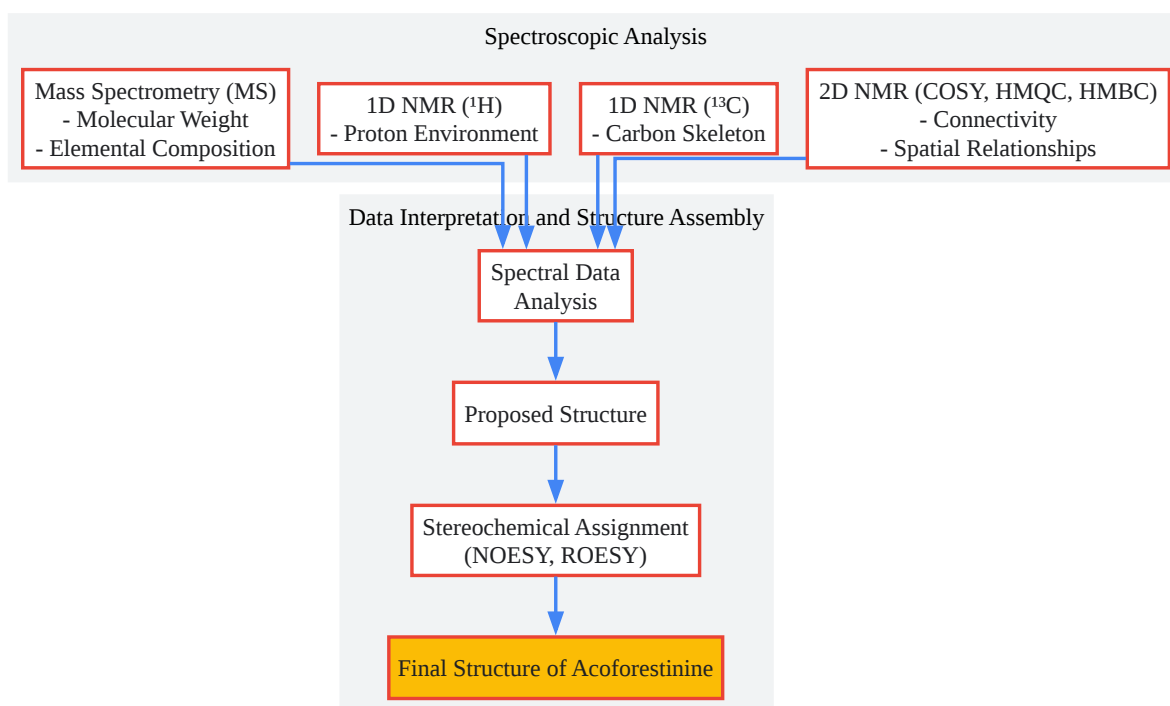 Spectroscopic Analysis
Mass Spectrometry (MS)
- Molecular Weight
- Elemental Composition
1D NMR (¹H)
- Proton Environment
1D NMR (¹³C)
- Carbon Skeleton
2D NMR (COSY, HMQC, HMBC)
- Connectivity
- Spatial Relationships
Data Interpretation and Structure Assembly
Spectral Data
Analysis
Proposed Structure
Stereochemical Assignment
(NOESY, ROESY)
Final Structure of Acoforestinine